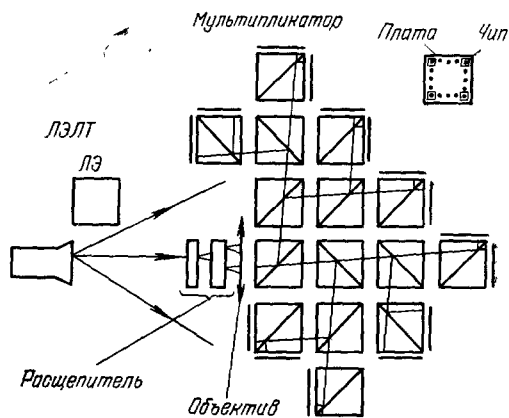 Мультипликатор
Плата
Чип
ЛЭЛТ
ЛЭ
Расщепитель
Объектив